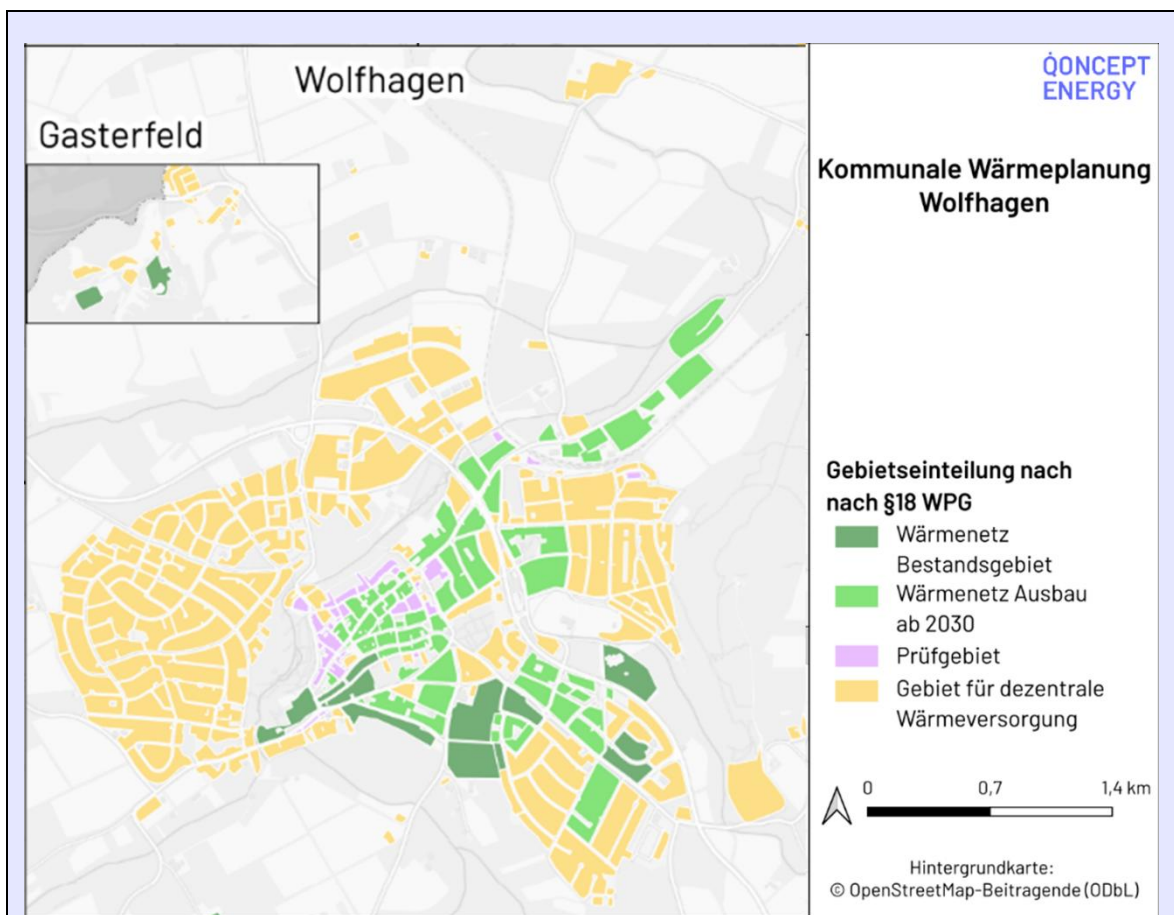 Wolfhagen
Gasterfeld
QONCEPT
ENERGY
Kommunale Wärmeplanung
Wolfhagen
Gebietseinteilung nach
nach §18 WPG
Wärmenetz
Bestandsgebiet
Wärmenetz Ausbau
ab 2030
Prüfgebiet
Gebiet für dezentrale
Wärmeversorgung
0 0,7 1,4 km
Hintergrundkarte:
© OpenStreetMap-Beitragende (ODbL)